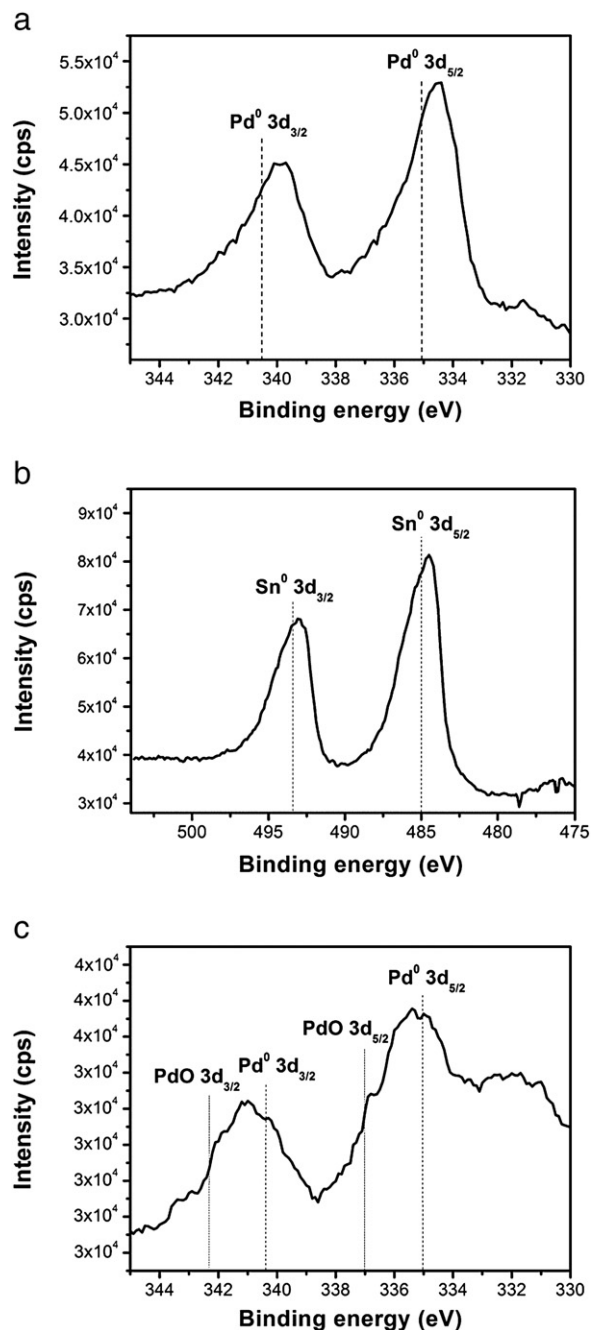 a
Pd⁰ 3d₅/₂
Pd⁰ 3d₃/₂
5.5x10⁴
5.0x10⁴
4.5x10⁴
4.0x10⁴
3.5x10⁴
3.0x10⁴
Intensity (cps)
344 342 340 338 336 334 332 330
Binding energy (eV)
b
Sn⁰ 3d₅/₂
Sn⁰ 3d₃/₂
9x10⁴
8x10⁴
7x10⁴
6x10⁴
5x10⁴
4x10⁴
3x10⁴
Intensity (cps)
500 495 490 485 480 475
Binding energy (eV)
c
Pd⁰ 3d₅/₂
PdO 3d₅/₂
Pd⁰ 3d₃/₂
PdO 3d₃/₂
4x10⁴
4x10⁴
4x10⁴
3x10⁴
3x10⁴
3x10⁴
3x10⁴
3x10⁴
3x10⁴
Intensity (cps)
344 342 340 338 336 334 332 330
Binding energy (eV)